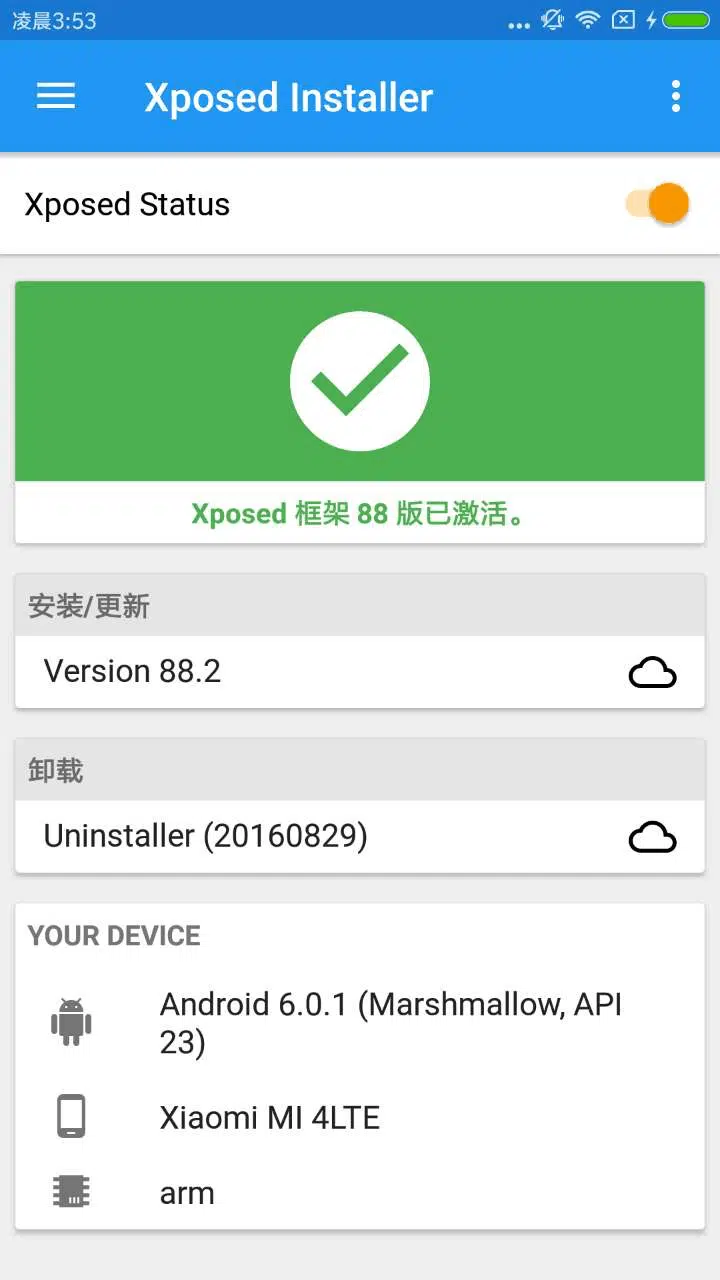 凌晨3:53
Xposed Installer
Xposed Status
Xposed 框架 88 版已激活。
安装/更新
Version 88.2
卸载
Uninstaller (20160829)
YOUR DEVICE
Android 6.0.1 (Marshmallow, API
23)
Xiaomi MI 4LTE
arm